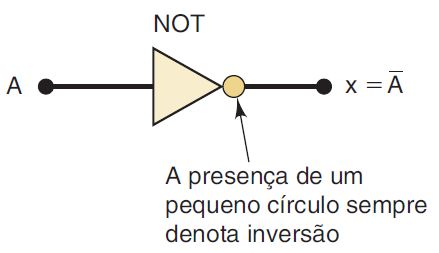 NOT
A
x = A̅
A presença de um
pequeno círculo sempre
denota inversão